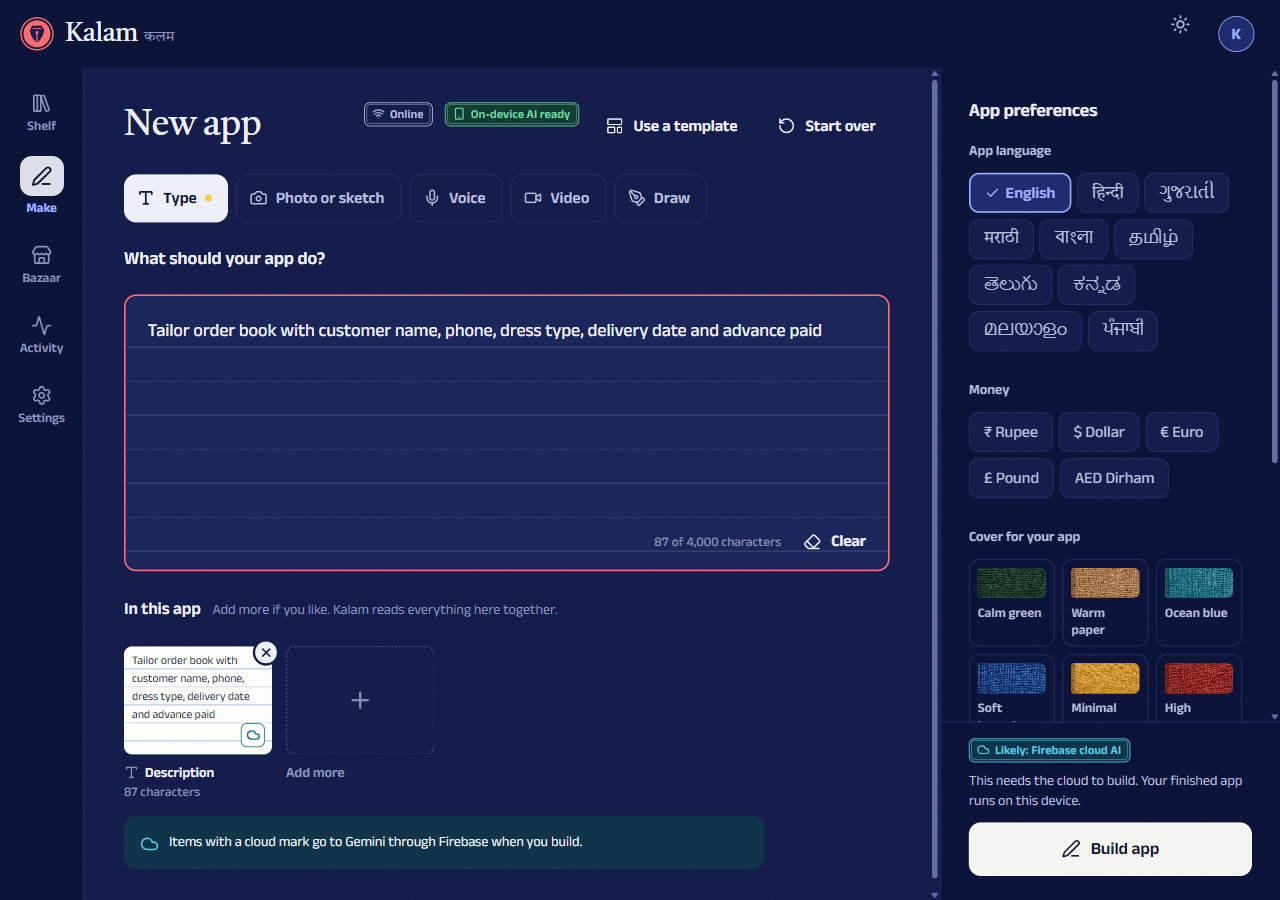 Kalam कलम
K
Shelf
Make
Bazaar
Activity
Settings
New app
Online
On-device AI ready
Use a template
Start over
Type
Photo or sketch
Voice
Video
Draw
What should your app do?
Tailor order book with customer name, phone, dress type, delivery date and advance paid
87 of 4,000 characters
Clear
In this app Add more if you like. Kalam reads everything here together.
Tailor order book with
customer name, phone,
dress type, delivery date
and advance paid
Description
87 characters
Add more
Items with a cloud mark go to Gemini through Firebase when you build.
App preferences
App language
English हिन्दी ગુજરાતી
मराठी বাংলা தமிழ்
తెలుగు ಕನ್ನಡ
മലയാളം ਪੰਜਾਬੀ
Money
₹ Rupee $ Dollar € Euro
£ Pound AED Dirham
Cover for your app
Calm green
Warm
paper
Ocean blue
Soft
Minimal
High
Likely: Firebase cloud AI
This needs the cloud to build. Your finished app
runs on this device.
Build app